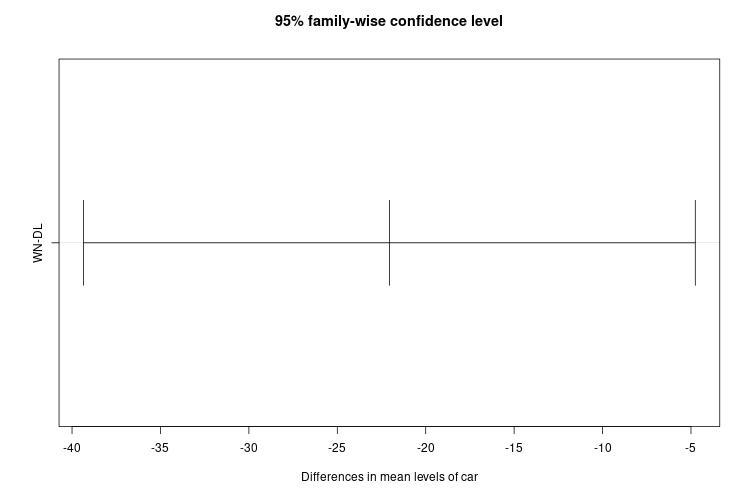 95% family-wise confidence level
WN-DL
-40 -35 -30 -25 -20 -15 -10 -5
Differences in mean levels of car